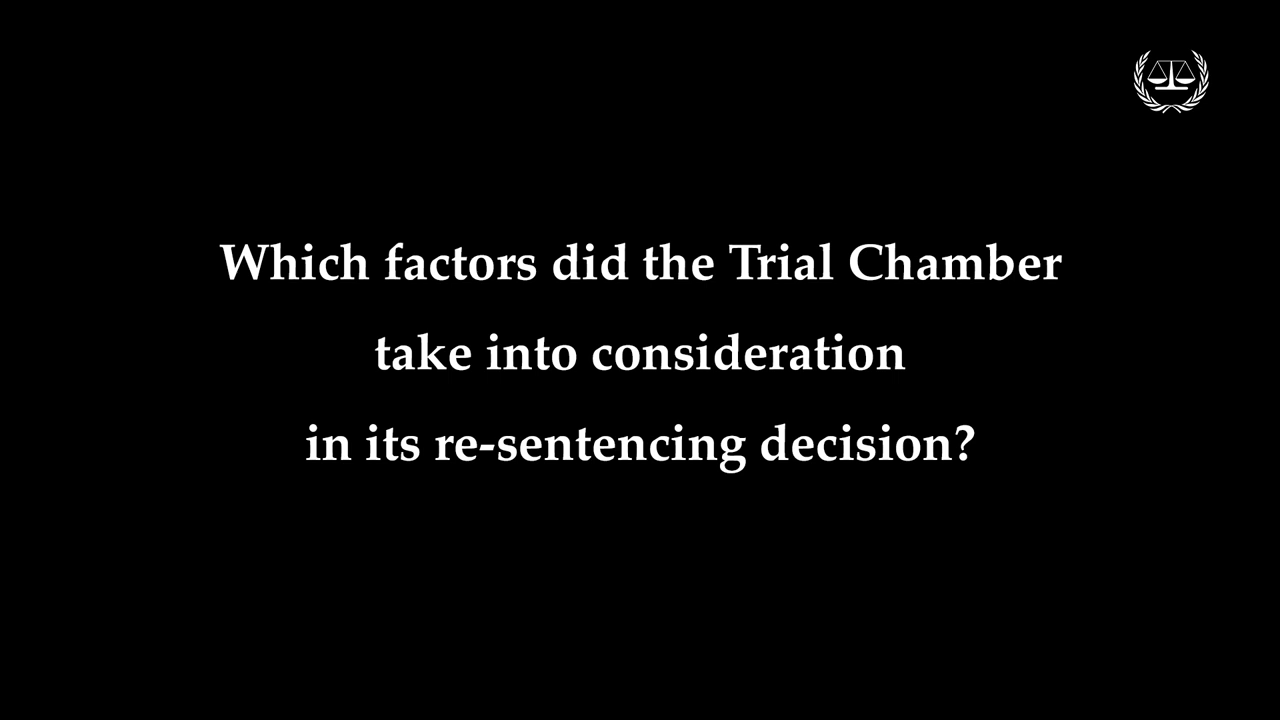 Which factors did the Trial Chamber
take into consideration
in its re-sentencing decision?